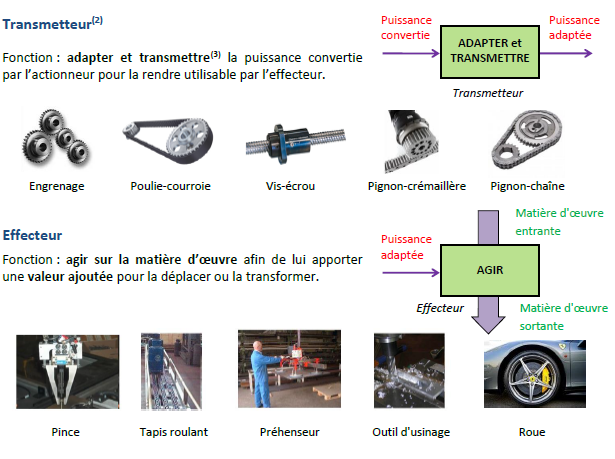 Transmetteur(2)
Puissance convertie
ADAPTER et TRANSMETTRE
Puissance adaptée
Fonction : adapter et transmettre(3) la puissance convertie
par l'actionneur pour la rendre utilisable par l'effecteur.
Transmetteur
Engrenage
Poulie-courroie
Vis-écrou
Pignon-crémaillère
Pignon-chaîne
Effecteur
Fonction : agir sur la matière d'œuvre afin de lui apporter
une valeur ajoutée pour la déplacer ou la transformer.
Puissance adaptée
Matière d'œuvre entrante
AGIR
Effecteur
Matière d'œuvre sortante
Pince
Tapis roulant
Préhenseur
Outil d'usinage
Roue